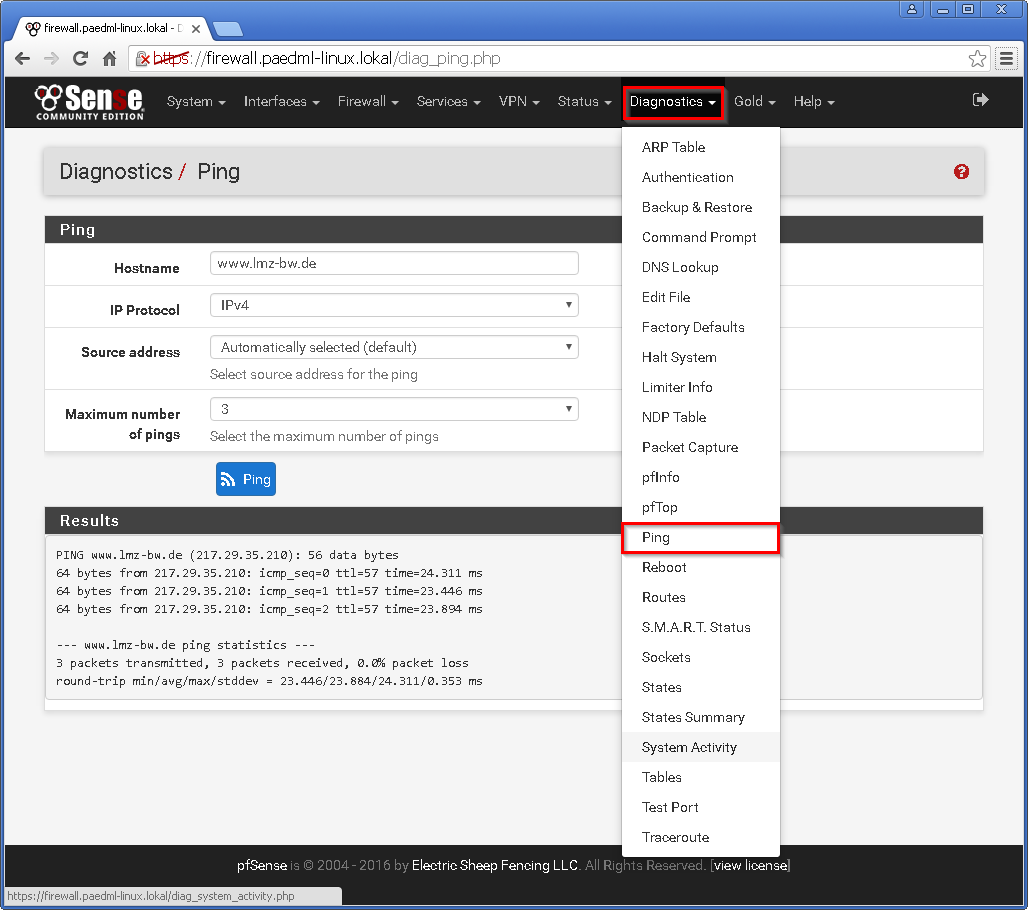 firewall.paedml-linux.lokal - D
https://firewall.paedml-linux.lokal/diag_ping.php
Sense
COMMUNITY EDITION
System Interfaces Firewall Services VPN Status Diagnostics Gold Help
Diagnostics / Ping
Ping
Hostname www.lmz-bw.de
IP Protocol IPv4
Source address Automatically selected (default)
Select source address for the ping
Maximum number
of pings
3
Select the maximum number of pings
Ping
Results
PING www.lmz-bw.de (217.29.35.210): 56 data bytes
64 bytes from 217.29.35.210: icmp_seq=0 ttl=57 time=24.311 ms
64 bytes from 217.29.35.210: icmp_seq=1 ttl=57 time=23.446 ms
64 bytes from 217.29.35.210: icmp_seq=2 ttl=57 time=23.894 ms
--- www.lmz-bw.de ping statistics ---
3 packets transmitted, 3 packets received, 0.0% packet loss
round-trip min/avg/max/stddev = 23.446/23.884/24.311/0.353 ms
ARP Table
Authentication
Backup & Restore
Command Prompt
DNS Lookup
Edit File
Factory Defaults
Halt System
Limiter Info
NDP Table
Packet Capture
pfInfo
pfTop
Ping
Reboot
Routes
S.M.A.R.T. Status
Sockets
States
States Summary
System Activity
Tables
Test Port
Traceroute
pfSense is © 2004 - 2016 by Electric Sheep Fencing LLC. All Rights Reserved. [view license]
https://firewall.paedml-linux.lokal/diag_system_activity.php